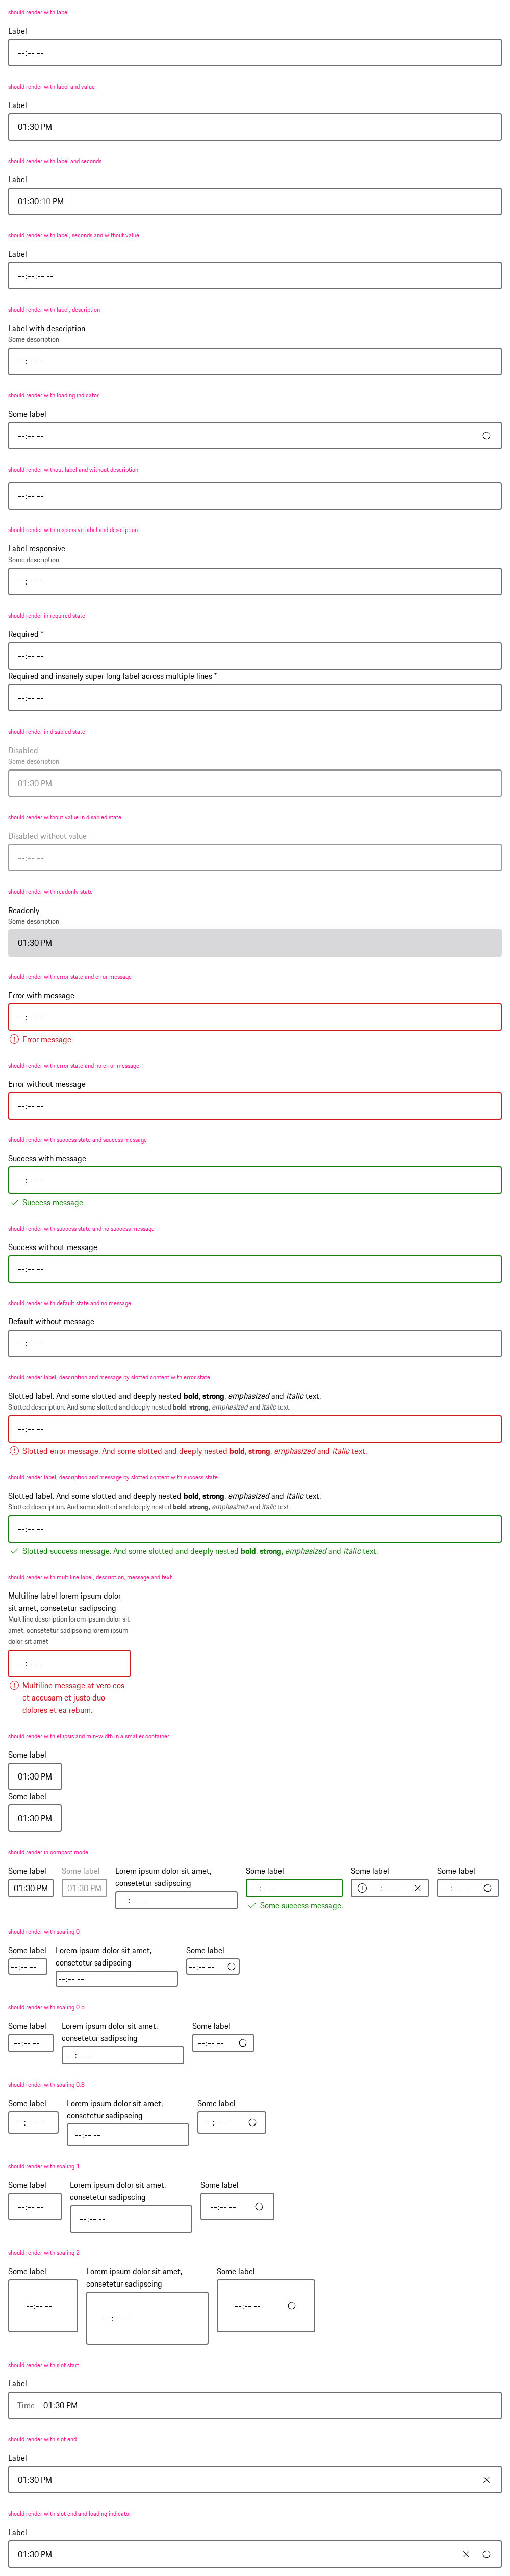 should render with label
Label
--:-- --
should render with label and value
Label
01:30 PM
should render with label and seconds
Label
01:30:10 PM
should render with label, seconds and without value
Label
--:--:-- --
should render with label, description
Label with description
Some description
--:-- --
should render with loading indicator
Some label
--:-- --
should render without label and without description
--:-- --
should render with responsive label and description
Label responsive
Some description
--:-- --
should render in required state
Required *
--:-- --
Required and insanely super long label across multiple lines *
--:-- --
should render in disabled state
Disabled
Some description
01:30 PM
should render without value in disabled state
Disabled without value
--:-- --
should render with readonly state
Readonly
Some description
01:30 PM
should render with error state and error message
Error with message
--:-- --
Error message
should render with error state and no error message
Error without message
--:-- --
should render with success state and success message
Success with message
--:-- --
Success message
should render with success state and no success message
Success without message
--:-- --
should render with default state and no message
Default without message
--:-- --
should render label, description and message by slotted content with error state
Slotted label. And some slotted and deeply nested bold, strong, emphasized and italic text.
Slotted description. And some slotted and deeply nested bold, strong, emphasized and italic text.
--:-- --
Slotted error message. And some slotted and deeply nested bold, strong, emphasized and italic text.
should render label, description and message by slotted content with success state
Slotted label. And some slotted and deeply nested bold, strong, emphasized and italic text.
Slotted description. And some slotted and deeply nested bold, strong, emphasized and italic text.
--:-- --
Slotted success message. And some slotted and deeply nested bold, strong, emphasized and italic text.
should render with multiline label, description, message and text
Multiline label lorem ipsum dolor
sit amet, consetetur sadipscing
Multiline description lorem ipsum dolor sit
amet, consetetur sadipscing lorem ipsum
dolor sit amet
--:-- --
Multiline message at vero eos
et accusam et justo duo
dolores et ea rebum.
should render with ellipsis and min-width in a smaller container
Some label
01:30 PM
Some label
01:30 PM
should render in compact mode
Some label Some label Lorem ipsum dolor sit amet, Some label Some label Some label
consetetur sadipscing
01:30 PM 01:30 PM --:-- -- --:-- -- --:-- -- --:-- --
Some success message.
should render with scaling 0
Some label Lorem ipsum dolor sit amet, Some label
consetetur sadipscing
--:-- -- --:-- -- --:-- --
should render with scaling 0.5
Some label Lorem ipsum dolor sit amet, Some label
consetetur sadipscing
--:-- -- --:-- -- --:-- --
should render with scaling 0.8
Some label Lorem ipsum dolor sit amet, Some label
consetetur sadipscing
--:-- -- --:-- -- --:-- --
should render with scaling 1
Some label Lorem ipsum dolor sit amet, Some label
consetetur sadipscing
--:-- -- --:-- -- --:-- --
should render with scaling 2
Some label Lorem ipsum dolor sit amet, Some label
consetetur sadipscing
--:-- -- --:-- -- --:-- --
should render with slot start
Label
Time 01:30 PM
should render with slot end
Label
01:30 PM
should render with slot end and loading indicator
Label
01:30 PM